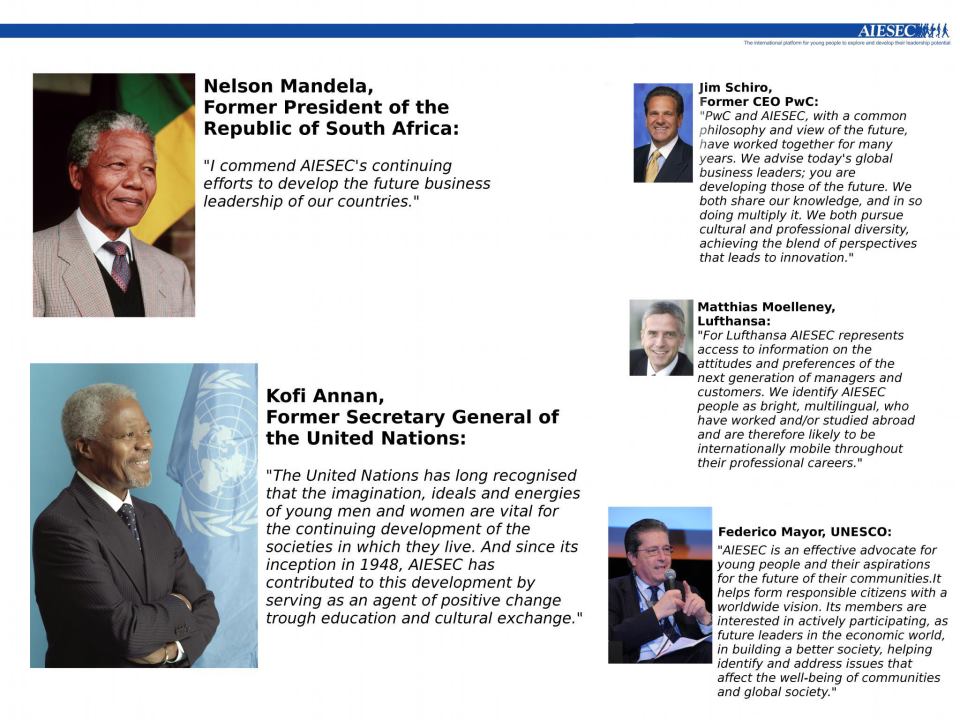 AIESEC
The international platform for young people to explore and develop their leadership potential
Nelson Mandela,
Former President of the
Republic of South Africa:
"I commend AIESEC's continuing
efforts to develop the future business
leadership of our countries."
Kofi Annan,
Former Secretary General of
the United Nations:
"The United Nations has long recognised
that the imagination, ideals and energies
of young men and women are vital for
the continuing development of the
societies in which they live. And since its
inception in 1948, AIESEC has
contributed to this development by
serving as an agent of positive change
trough education and cultural exchange."
Jim Schiro,
Former CEO PwC:
"PwC and AIESEC, with a common
philosophy and view of the future,
have worked together for many
years. We advise today's global
business leaders; you are
developing those of the future. We
both share our knowledge, and in so
doing multiply it. We both pursue
cultural and professional diversity,
achieving the blend of perspectives
that leads to innovation."
Matthias Moelleney,
Lufthansa:
"For Lufthansa AIESEC represents
access to information on the
attitudes and preferences of the
next generation of managers and
customers. We identify AIESEC
people as bright, multilingual, who
have worked and/or studied abroad
and are therefore likely to be
internationally mobile throughout
their professional careers."
Federico Mayor, UNESCO:
"AIESEC is an effective advocate for
young people and their aspirations
for the future of their communities.It
helps form responsible citizens with a
worldwide vision. Its members are
interested in actively participating, as
future leaders in the economic world,
in building a better society, helping
identify and address issues that
affect the well-being of communities
and global society."